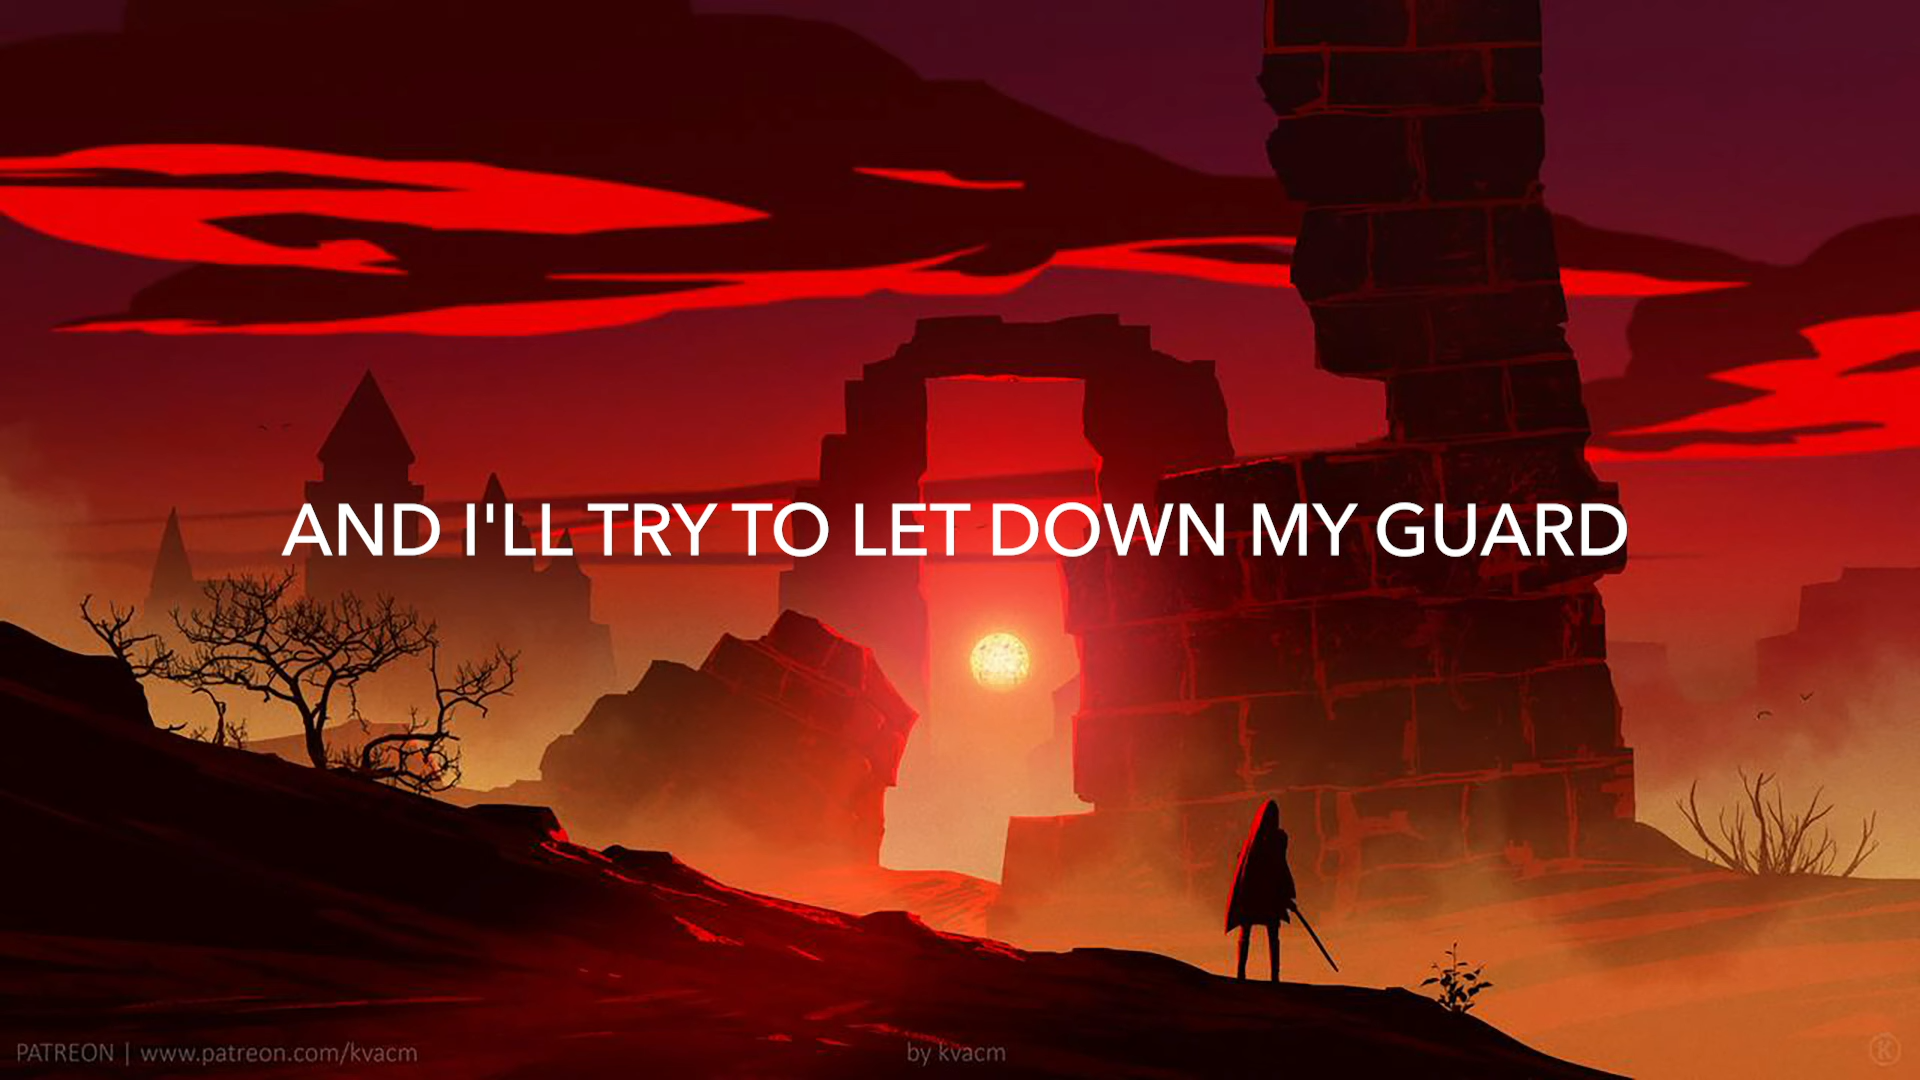 AND I'LL TRY TO LET DOWN MY GUARD
PATREON | www.patreon.com/kvacm
by kvacm
K